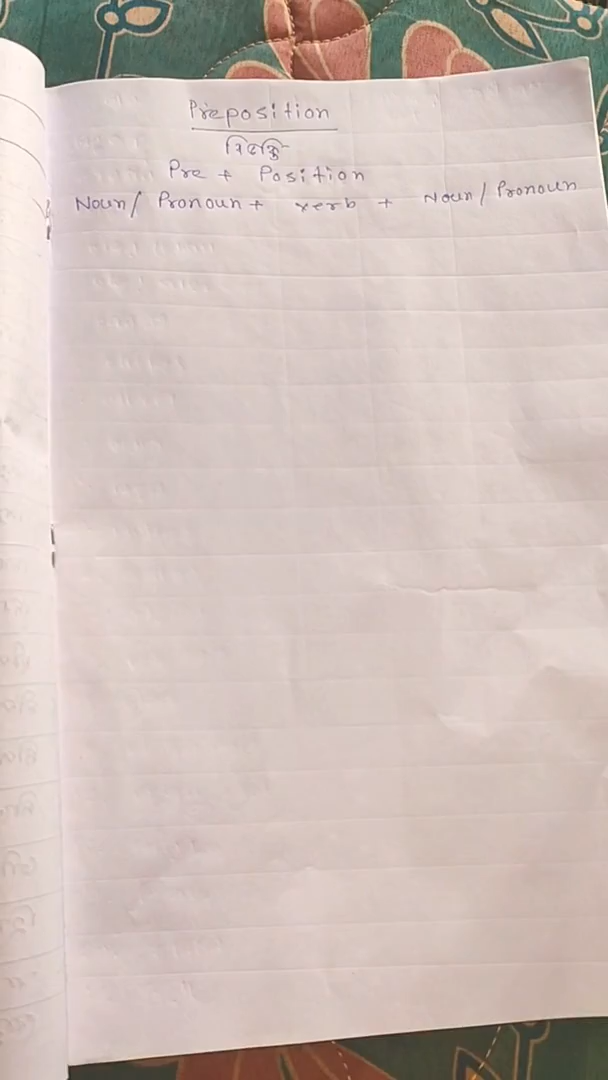 Preposition
বিভক্তি
Pre + Position
Noun/ Pronoun + verb + Noun / Pronoun